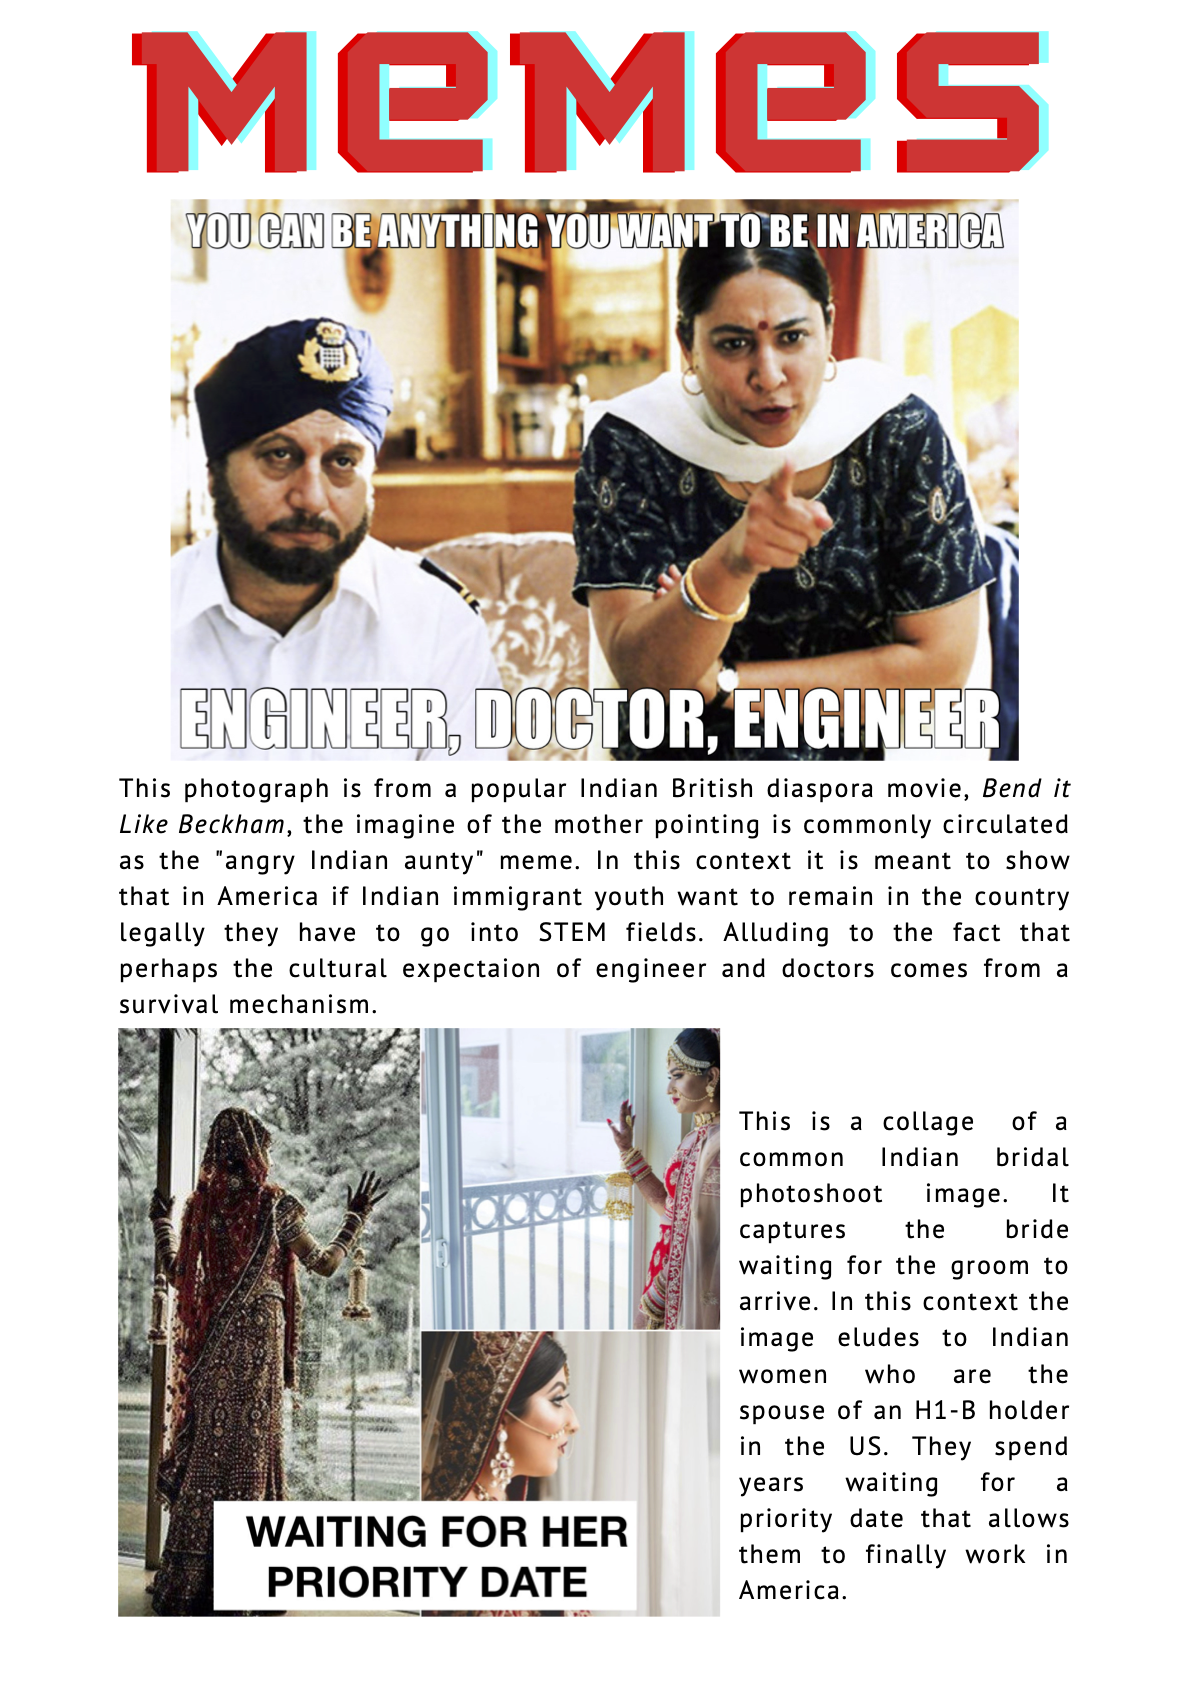 MEMES
YOU CAN BE ANYTHING YOU WANT TO BE IN AMERICA
ENGINEER, DOCTOR, ENGINEER
This photograph is from a popular Indian British diaspora movie, Bend it
Like Beckham, the imagine of the mother pointing is commonly circulated
as the "angry Indian aunty" meme. In this context it is meant to show
that in America if Indian immigrant youth want to remain in the country
legally they have to go into STEM fields. Alluding to the fact that
perhaps the cultural expectaion of engineer and doctors comes from a
survival mechanism.
This is a collage of a
common Indian bridal
photoshoot image. It
captures the bride
waiting for the groom to
arrive. In this context the
image eludes to Indian
women who are the
spouse of an H1-B holder
in the US. They spend
years waiting for a
priority date that allows
them to finally work in
America.
WAITING FOR HER
PRIORITY DATE